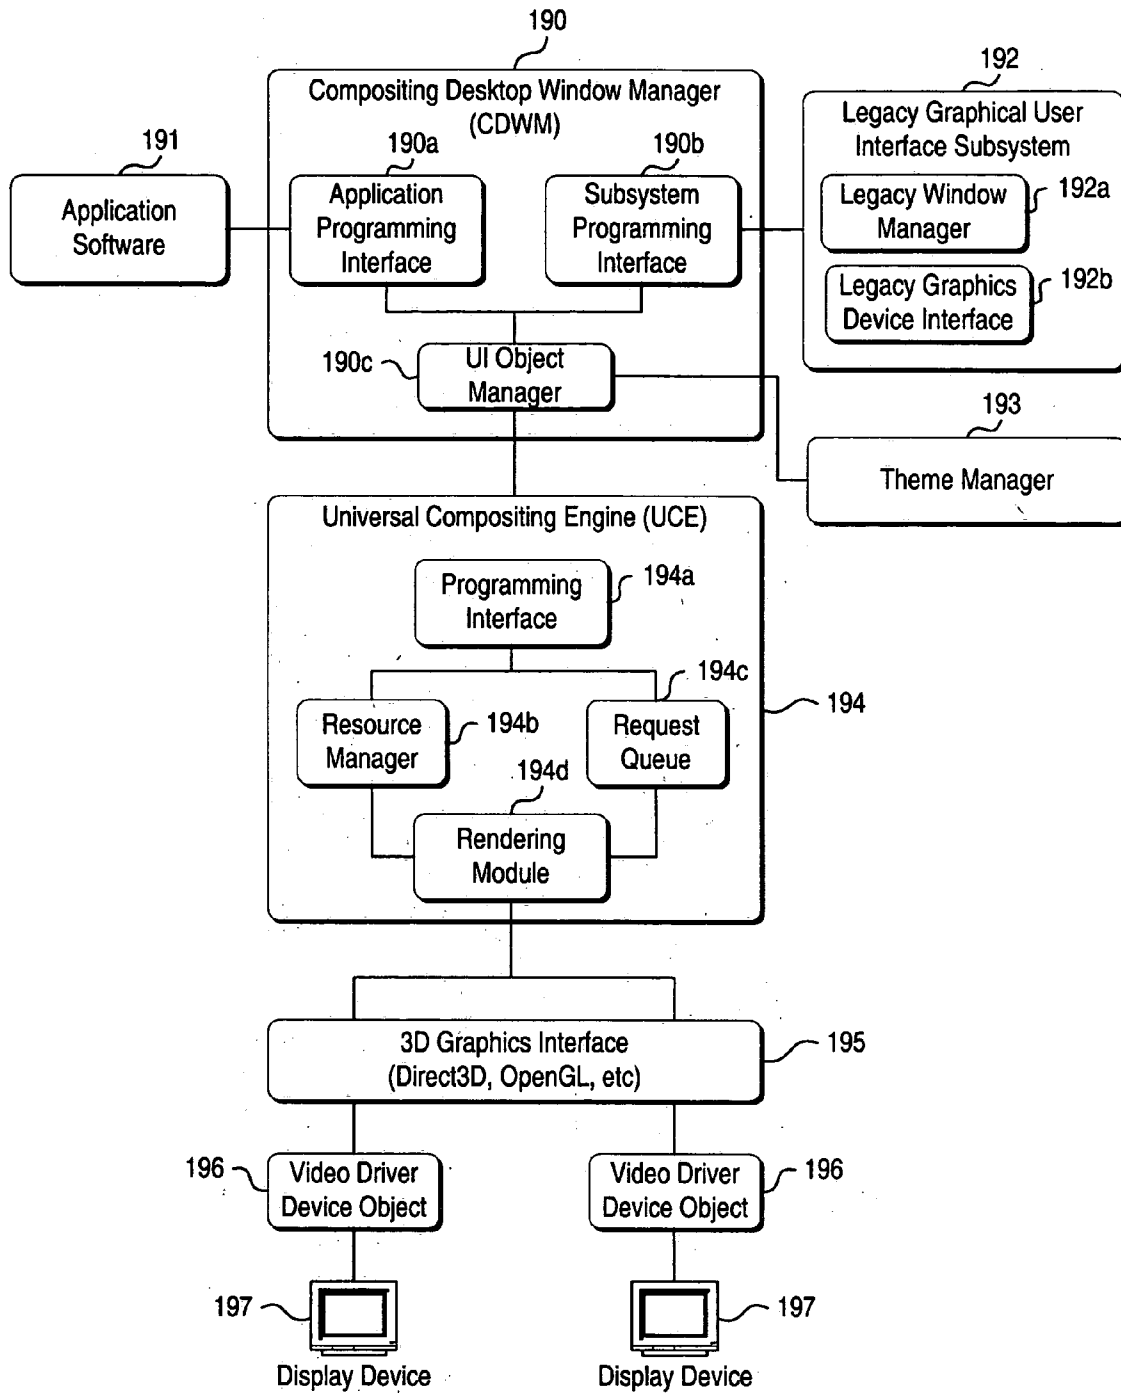 190
Compositing Desktop Window Manager
(CDWM)
192
Legacy Graphical User
Interface Subsystem
191
190a
190b
Application
Software
Application
Programming
Interface
Subsystem
Programming
Interface
Legacy Window
Manager
192a
Legacy Graphics
Device Interface
192b
190c
UI Object
Manager
193
Theme Manager
Universal Compositing Engine (UCE)
Programming
Interface
194a
194c
Resource
Manager
194b
Request
Queue
194
194d
Rendering
Module
3D Graphics Interface
(Direct3D, OpenGL, etc)
195
196
Video Driver
Device Object
Video Driver
Device Object
196
197
197
Display Device
Display Device